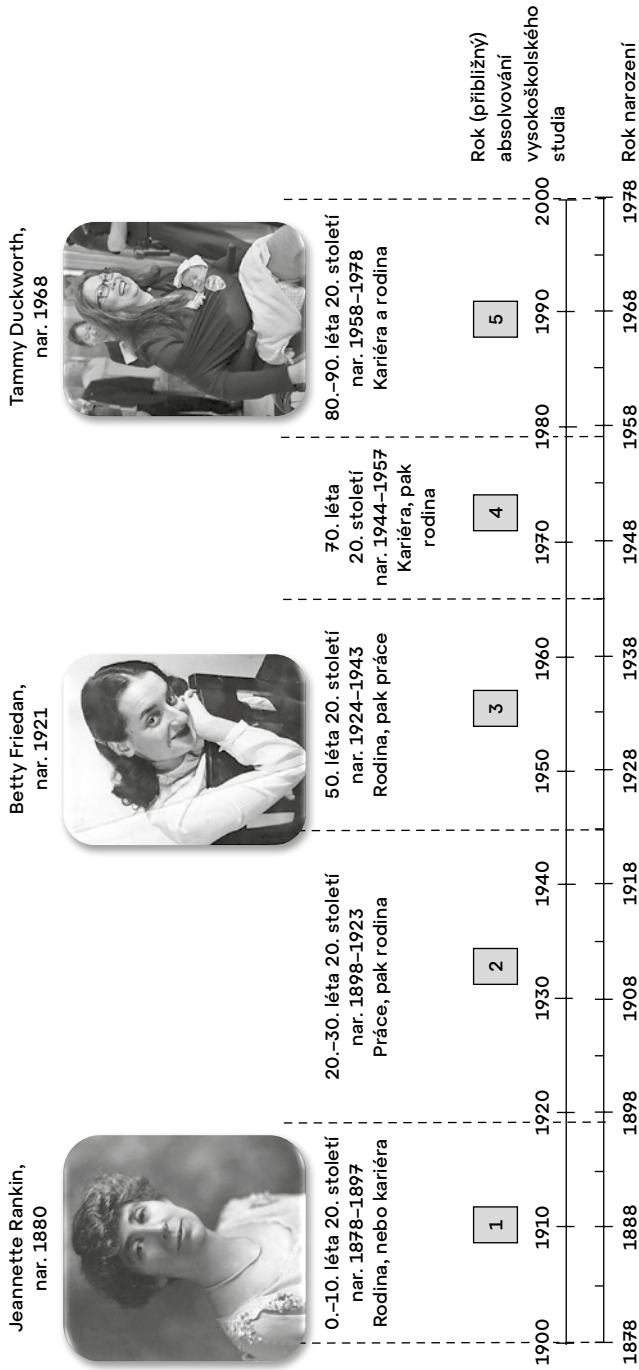 Jeannette Rankin,
nar. 1880
Betty Friedan,
nar. 1921
Tammy Duckworth,
nar. 1968
0.–10. léta 20. století
nar. 1878–1897
Rodina, nebo kariéra
20.–30. léta 20. století
nar. 1898–1923
Práce, pak rodina
50. léta 20. století
nar. 1924–1943
Rodina, pak práce
70. léta
20. století
nar. 1944–1957
Kariéra, pak
rodina
80.–90. léta 20. století
nar. 1958–1978
Kariéra a rodina
1
2
3
4
5
1900 1910 1920 1930 1940 1950 1960 1970 1980 1990 2000
Rok (přibližný)
absolvování
vysokoškolského
studia
1878 1888 1898 1908 1918 1928 1938 1948 1958 1968 1978
Rok narození